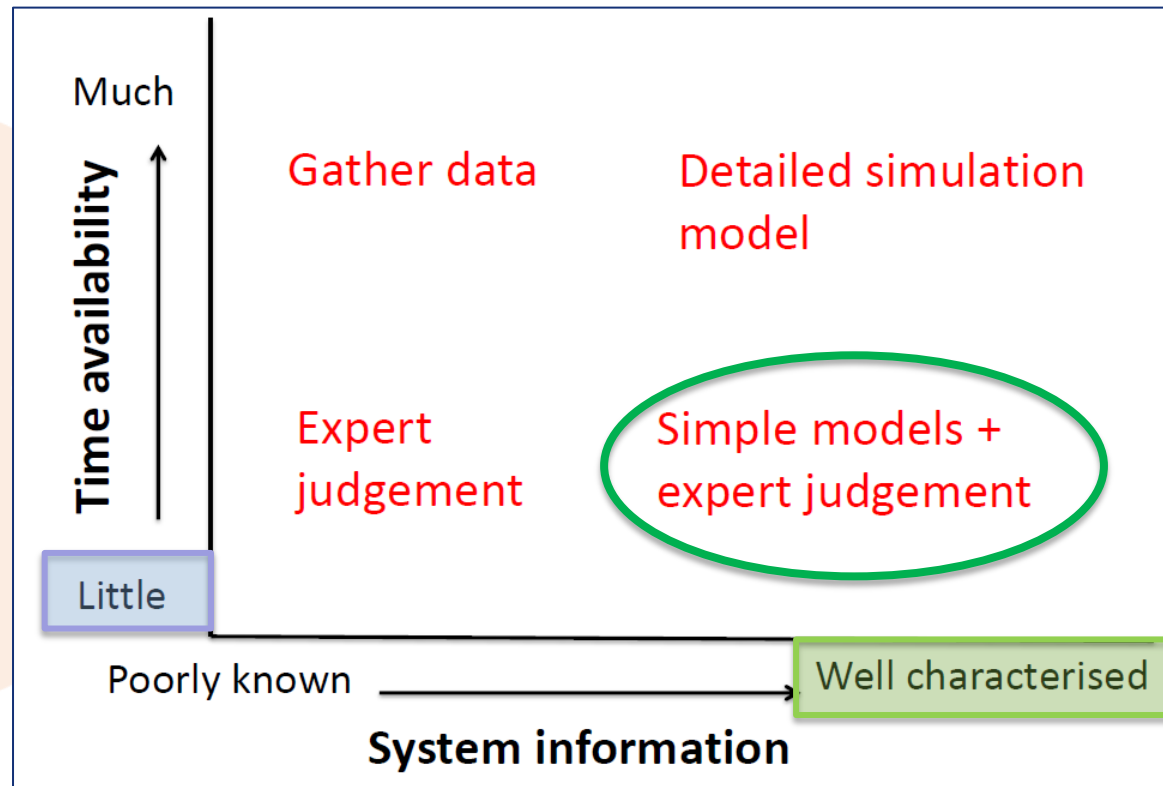 Much
Time availability
Gather data
Detailed simulation
model
Expert
judgement
Simple models +
expert judgement
Little
Poorly known
Well characterised
System information